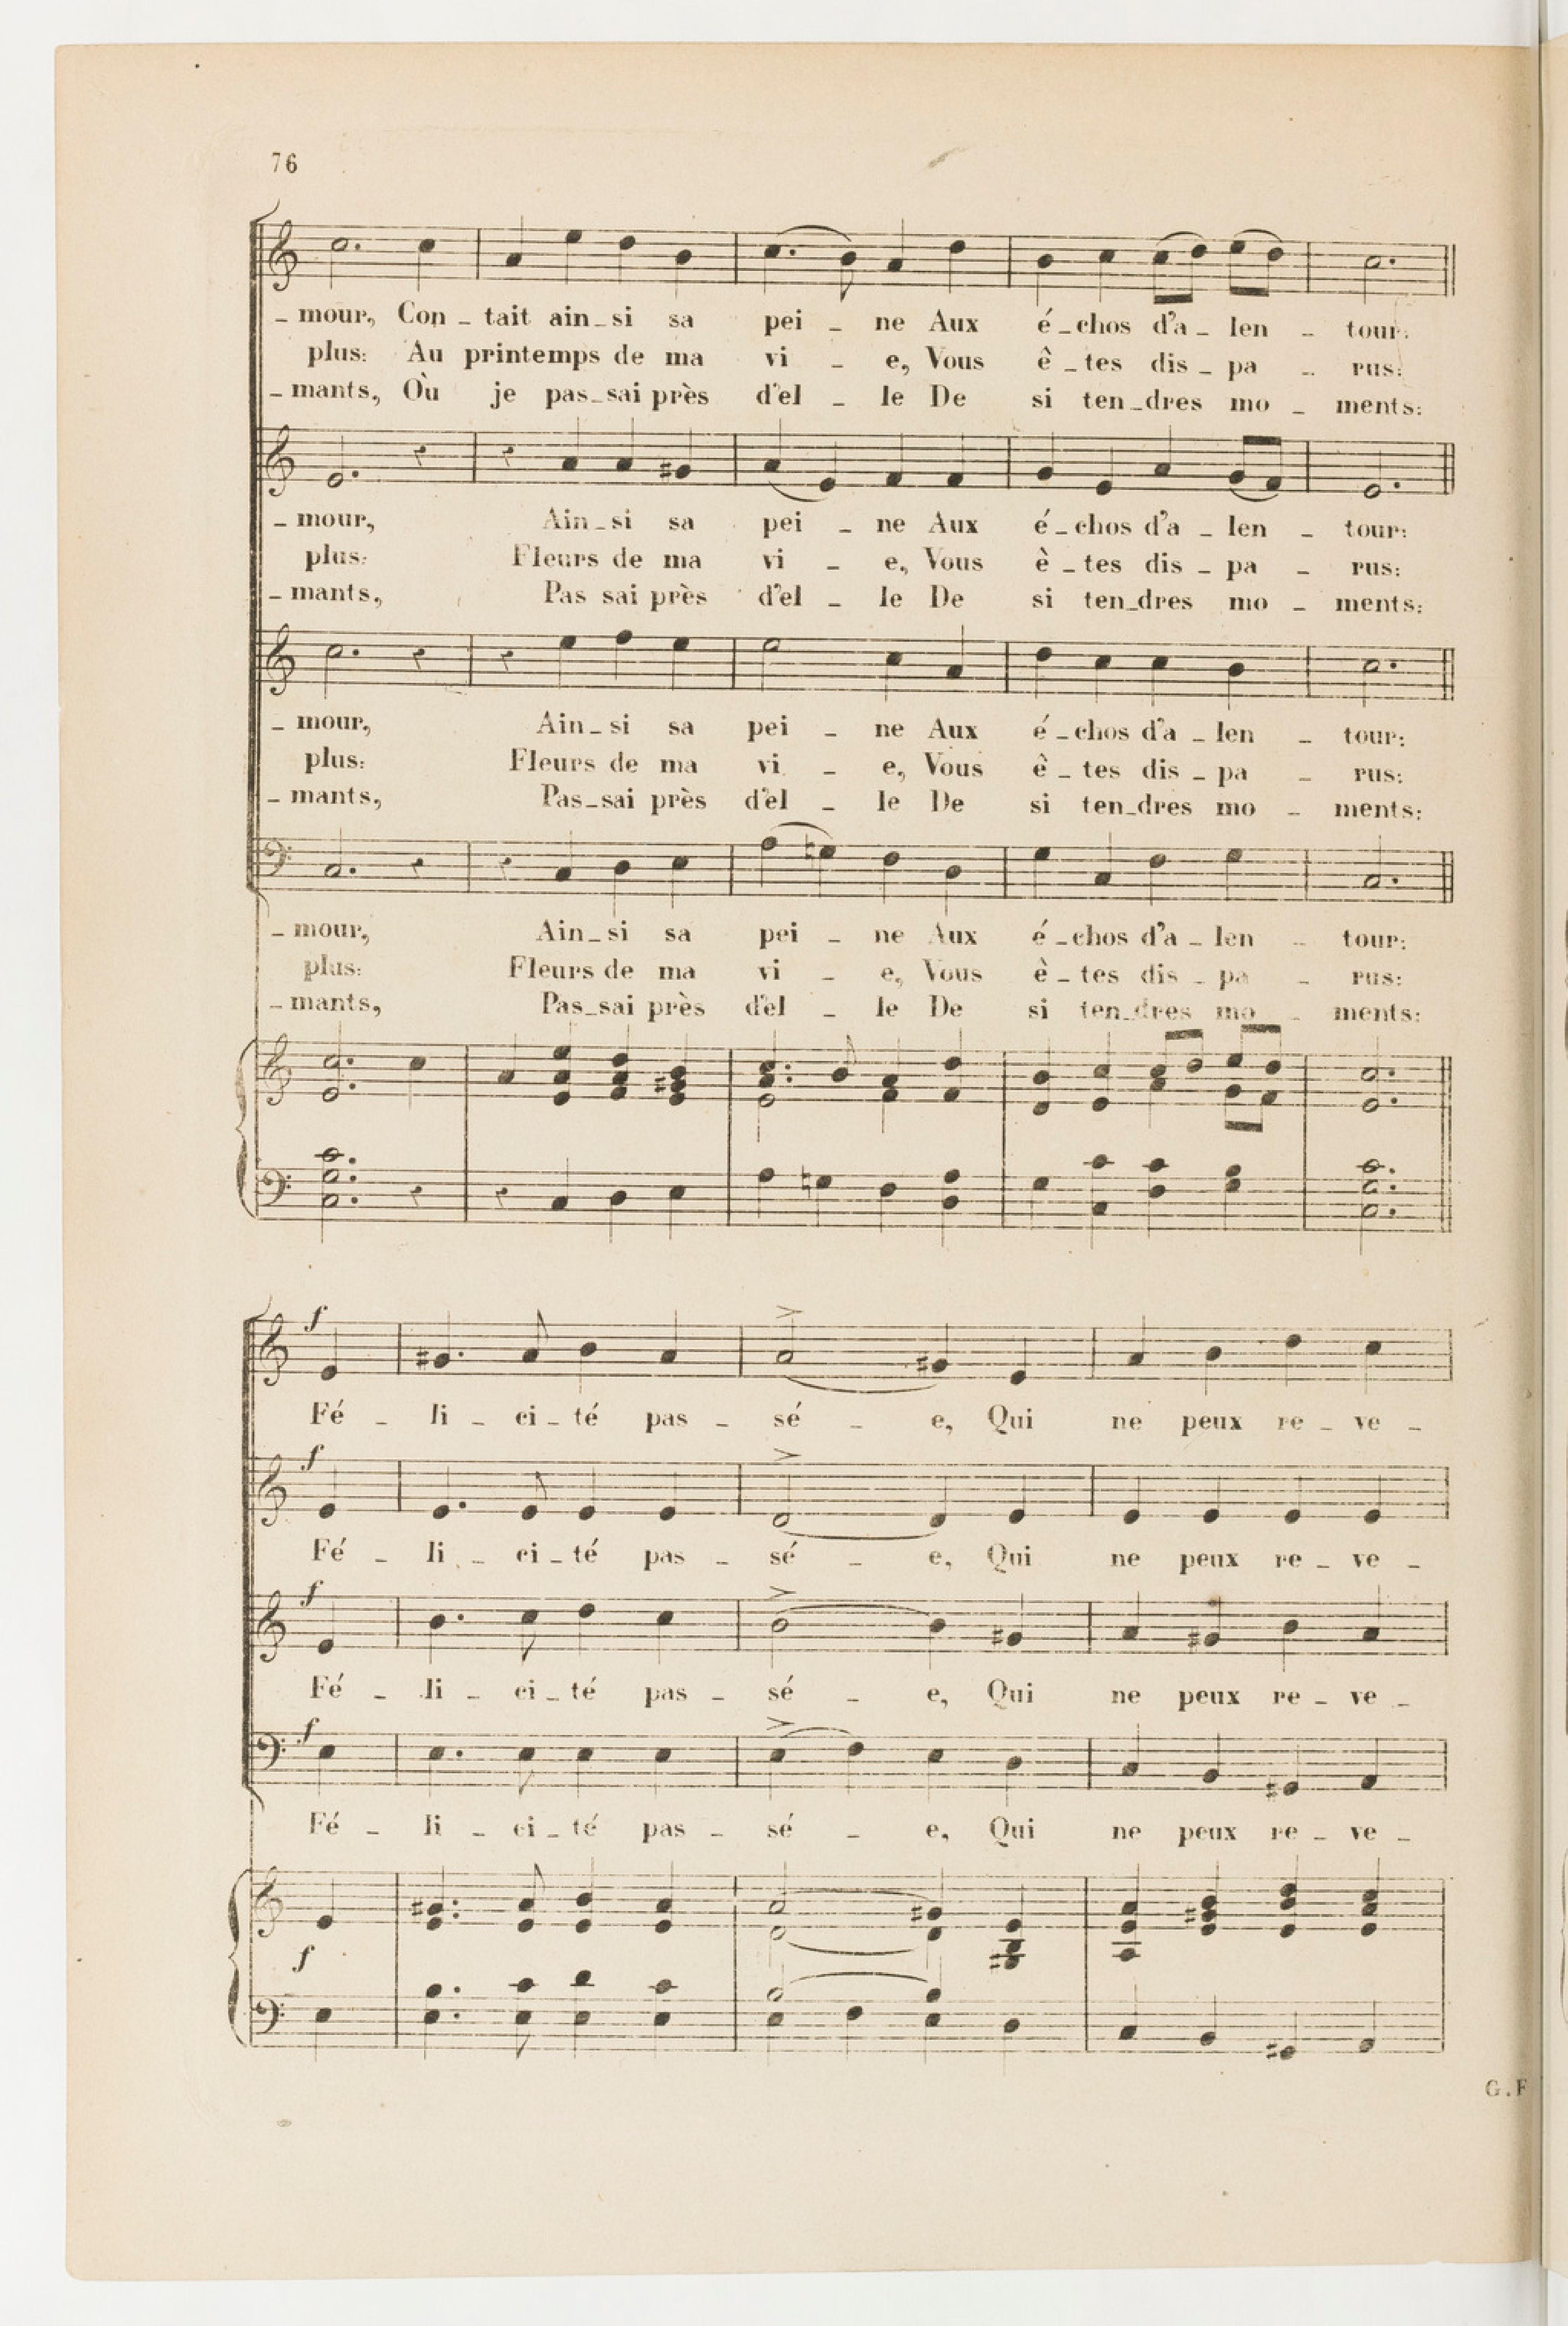 76
_ mour, Con _ tait ain _ si sa pei _ ne Aux é _ chos d'a _ len _ tour:
plus: Au printemps de ma vi _ e, Vous ê _ tes dis _ pa _ rus:
_ mants, Où je pas _ sai près d'el _ le De si ten _ dres mo _ ments:
_ mour, Ain _ si sa pei _ ne Aux é _ chos d'a _ len _ tour:
plus: Fleurs de ma vi _ e, Vous è _ tes dis _ pa _ rus:
_ mants, Pas sai près d'el _ le De si ten _ dres mo _ ments:
_ mour, Ain _ si sa pei _ ne Aux é _ chos d'a _ len _ tour:
plus: Fleurs de ma vi _ e, Vous è _ tes dis _ pa _ rus:
_ mants, Pas _ sai près d'el _ le De si ten _ dres mo _ ments:
_ mour, Ain _ si sa pei _ ne Aux é _ chos d'a _ len _ tour:
plus: Fleurs de ma vi _ e, Vous è _ tes dis _ pa _ rus:
_ mants, Pas _ sai près d'el _ le De si ten _ dres mo _ ments:
f
Fé _ li _ ci _ té pas _ sé _ e, Qui ne peux re _ ve _
f
Fé _ li _ ci _ té pas _ sé _ e, Qui ne peux re _ ve _
f
Fé _ li _ ci _ té pas _ sé _ e, Qui ne peux re _ ve _
f
Fé _ li _ ci _ té pas _ sé _ e, Qui ne peux re _ ve _
f
G. F